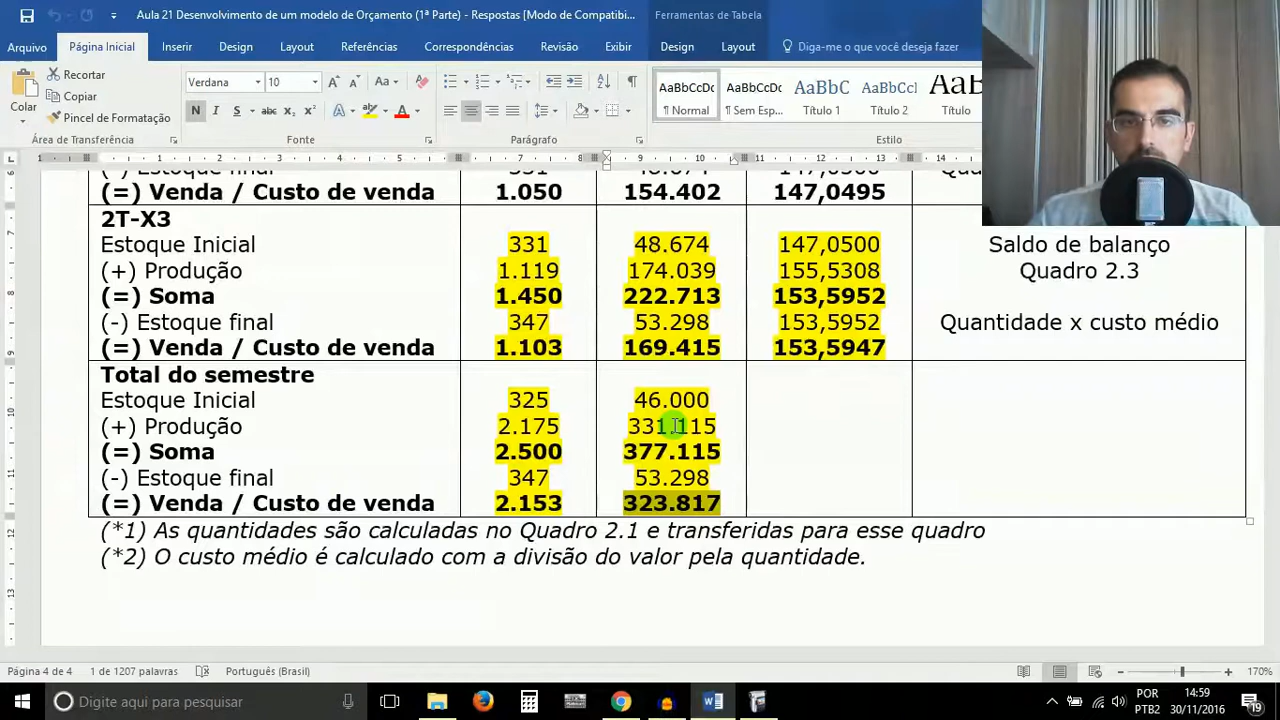 Aula 21 Desenvolvimento de um modelo de Orçamento (1ª Parte) - Respostas [Modo de Compatibi...
Ferramentas de Tabela
Arquivo Página Inicial Inserir Design Layout Referências Correspondências Revisão Exibir Design Layout Diga-me o que você deseja fazer
Colar
Recortar
Copiar
Pincel de Formatação
Área de Transferência
Verdana 10
N I S abc x₂ x²
Fonte
Parágrafo
AaBbCcDc AaBbCcDc AaBbC AaBbCcI AaBb
¶ Normal ¶ Sem Esp... Título 1 Título 2 Título
Estilo
(=) Venda / Custo de venda 1.050 154.402 147,0495
2T-X3
Estoque Inicial 331 48.674 147,0500 Saldo de balanço
(+) Produção 1.119 174.039 155,5308 Quadro 2.3
(=) Soma 1.450 222.713 153,5952
(-) Estoque final 347 53.298 153,5952 Quantidade x custo médio
(=) Venda / Custo de venda 1.103 169.415 153,5947
Total do semestre
Estoque Inicial 325 46.000
(+) Produção 2.175 331.115
(=) Soma 2.500 377.115
(-) Estoque final 347 53.298
(=) Venda / Custo de venda 2.153 323.817
(*1) As quantidades são calculadas no Quadro 2.1 e transferidas para esse quadro
(*2) O custo médio é calculado com a divisão do valor pela quantidade.
Página 4 de 4 1 de 1207 palavras Português (Brasil) 170%
Digite aqui para pesquisar
POR
PTB2
14:59
30/11/2016
19